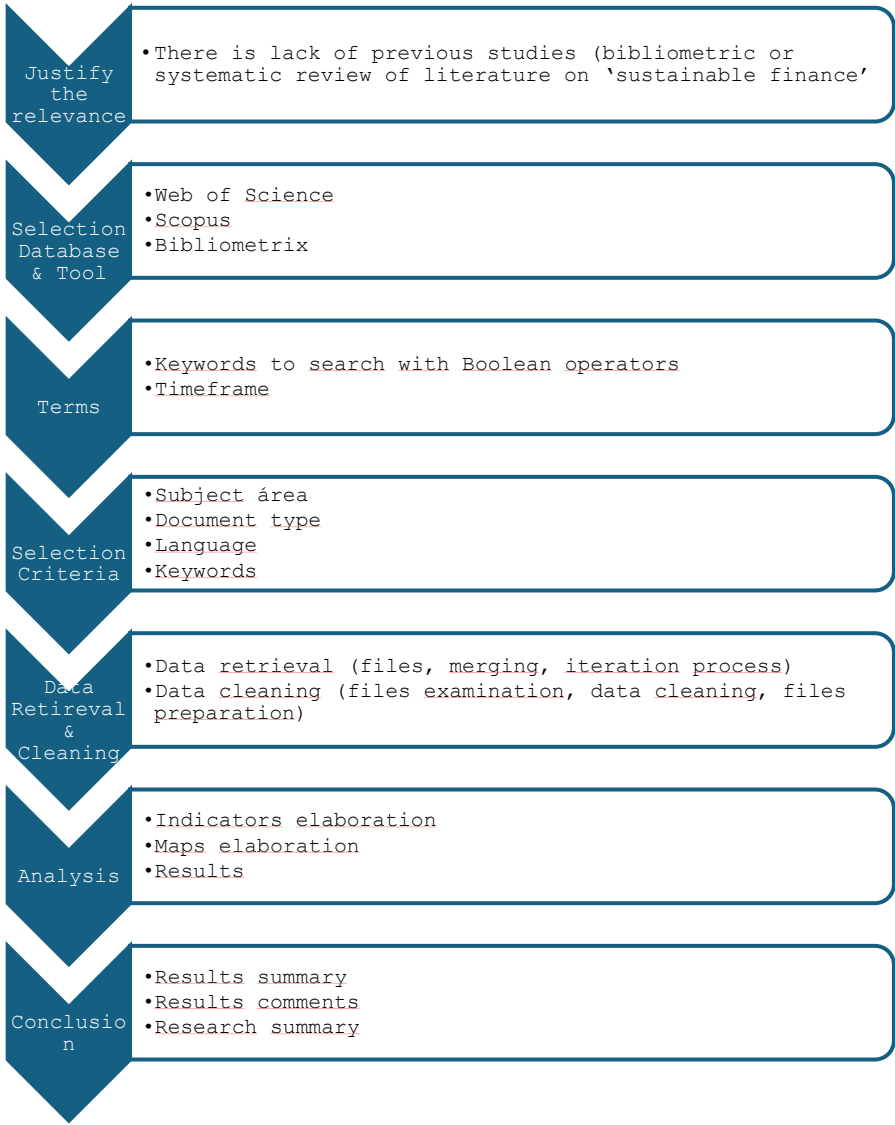 Justify
the
relevance
•There is lack of previous studies (bibliometric or
systematic review of literature on ‘sustainable finance’
Selection
Database
& Tool
•Web of Science
•Scopus
•Bibliometrix
Terms
•Keywords to search with Boolean operators
•Timeframe
Selection
Criteria
•Subject área
•Document type
•Language
•Keywords
Data
Retireval
&
Cleaning
•Data retrieval (files, merging, iteration process)
•Data cleaning (files examination, data cleaning, files
preparation)
Analysis
•Indicators elaboration
•Maps elaboration
•Results
Conclusio
n
•Results summary
•Results comments
•Research summary